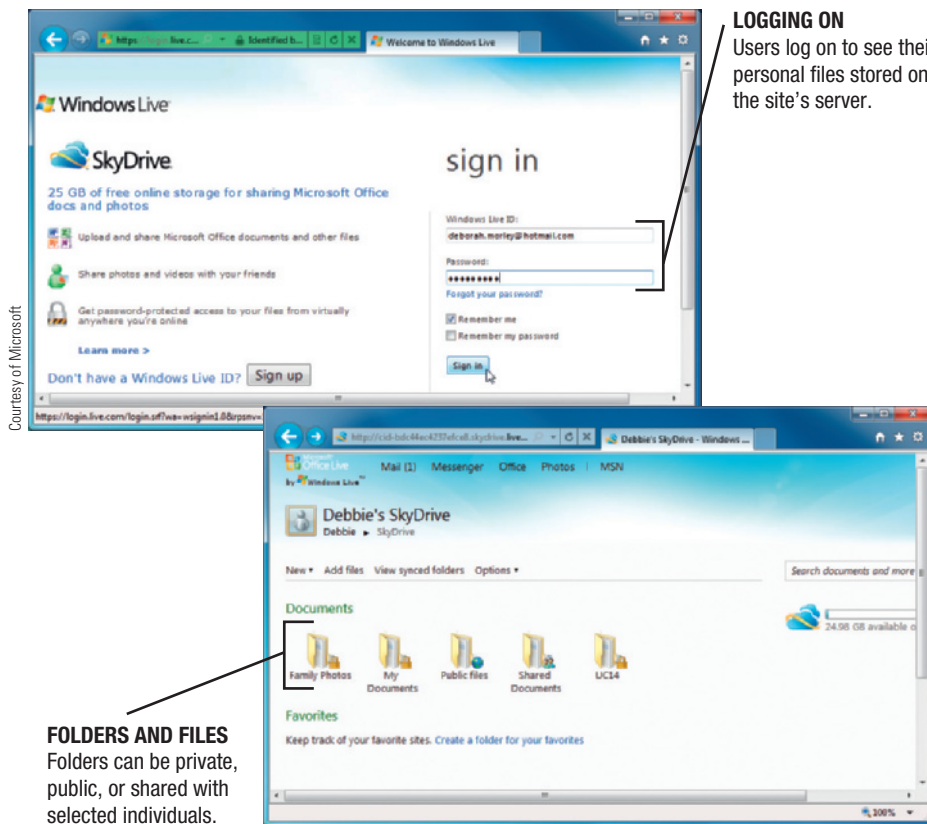 LOGGING ON
Users log on to see thei
personal files stored on
the site's server.
Welcome to Windows Live
Windows Live
SkyDrive
25 GB of free online storage for sharing Microsoft Office
docs and photos
Upload and share Microsoft Office documents and other files
Share photos and videos with your friends
Get password-protected access to your files from virtually
anywhere you're online
Learn more >
Don't have a Windows Live ID? Sign up
sign in
Windows Live ID:
deborah.morley@hotmail.com
Password:
Forgot your password?
Remember me
Remember my password
Sign in
Courtesy of Microsoft
Debbie's SkyDrive - Windows ...
Office Live
by Windows Live™
Mail (1) Messenger Office Photos | MSN
Debbie's SkyDrive
Debbie ▸ SkyDrive
New ▾ Add files View synced folders Options ▾
Search documents and more
24.98 GB available o
Documents
Family Photos
My
Documents
Public files
Shared
Documents
UC14
Favorites
Keep track of your favorite sites. Create a folder for your favorites
100%
FOLDERS AND FILES
Folders can be private,
public, or shared with
selected individuals.